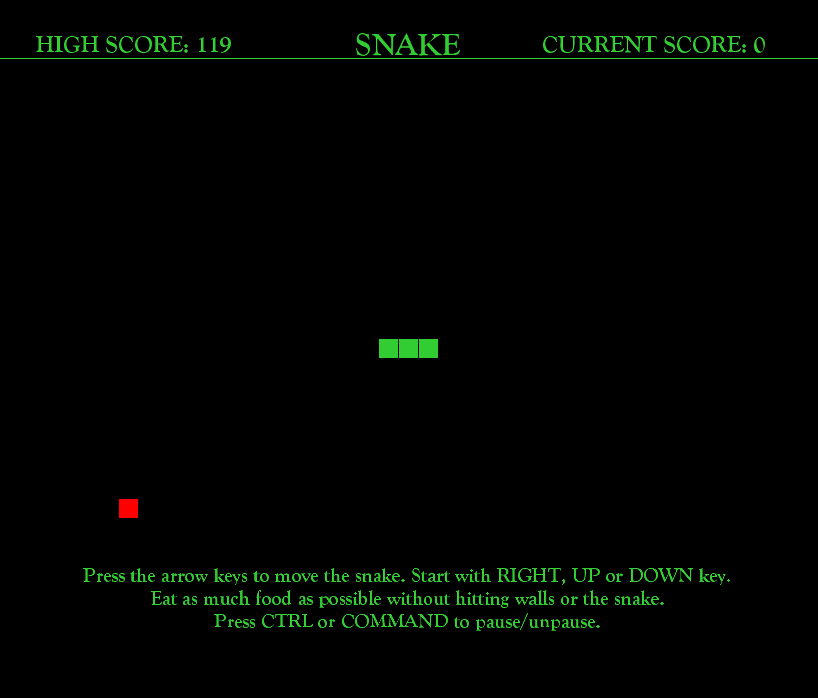 HIGH SCORE: 119 SNAKE CURRENT SCORE: 0
Press the arrow keys to move the snake. Start with RIGHT, UP or DOWN key.
Eat as much food as possible without hitting walls or the snake.
Press CTRL or COMMAND to pause/unpause.